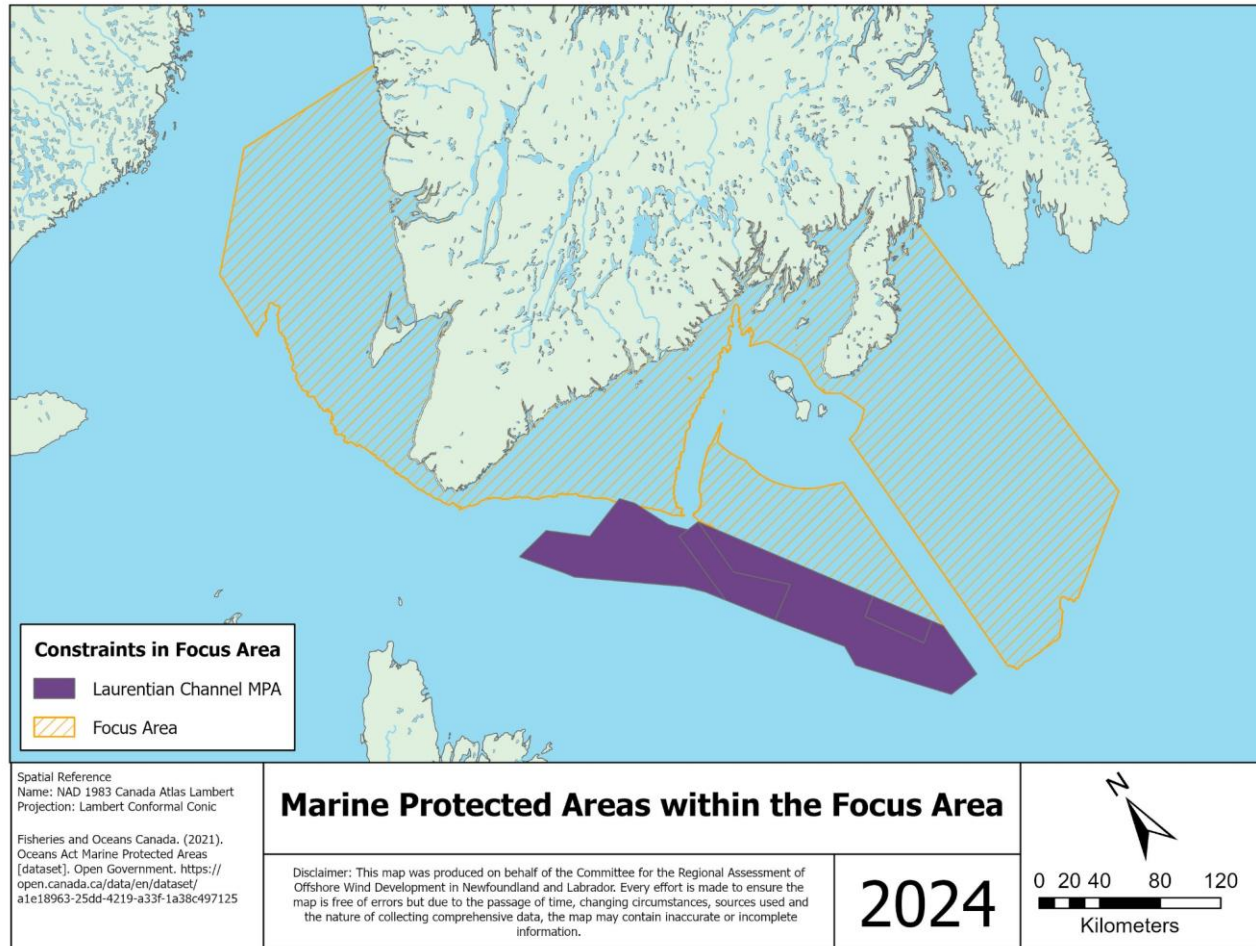 Constraints in Focus Area
Laurentian Channel MPA
Focus Area
Spatial Reference
Name: NAD 1983 Canada Atlas Lambert
Projection: Lambert Conformal Conic
Fisheries and Oceans Canada. (2021).
Oceans Act Marine Protected Areas
[dataset]. Open Government. https://
open.canada.ca/data/en/dataset/
a1e18963-25dd-4219-a33f-1a38c497125
Marine Protected Areas within the Focus Area
Disclaimer: This map was produced on behalf of the Committee for the Regional Assessment of
Offshore Wind Development in Newfoundland and Labrador. Every effort is made to ensure the
map is free of errors but due to the passage of time, changing circumstances, sources used and
the nature of collecting comprehensive data, the map may contain inaccurate or incomplete
information.
2024
N
0 20 40 80 120
Kilometers